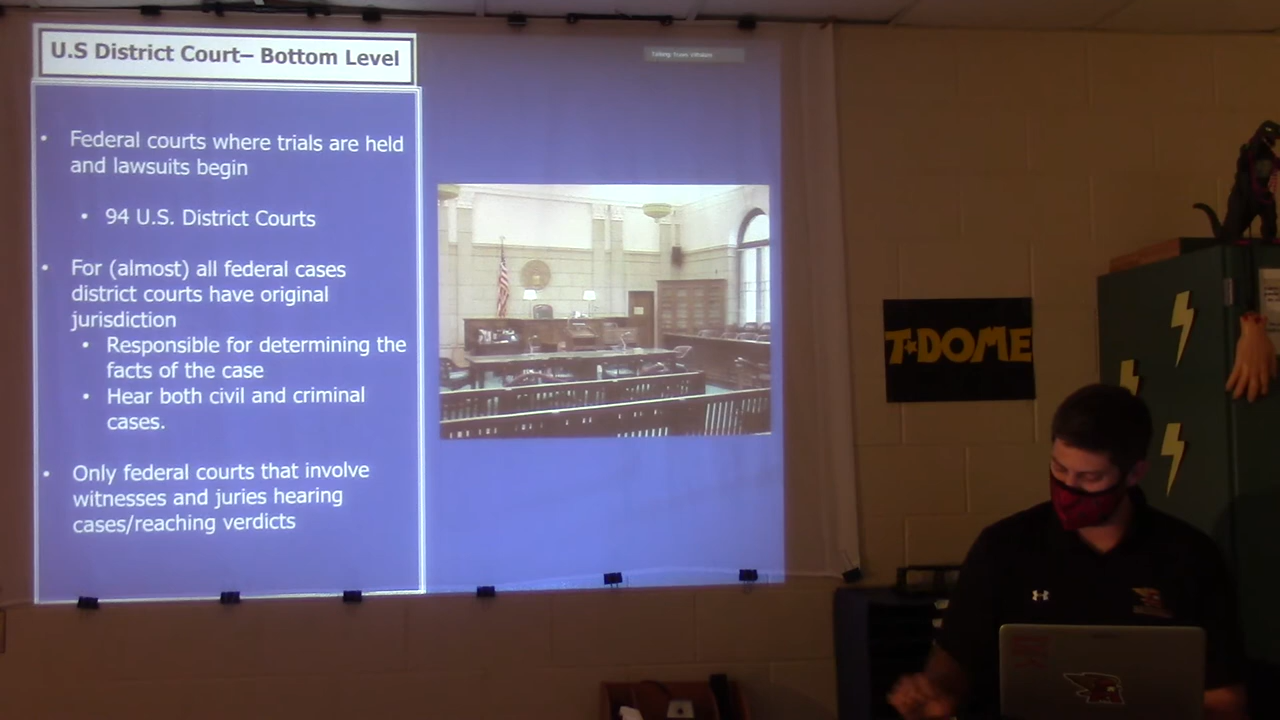 U.S District Court– Bottom Level
• Federal courts where trials are held
and lawsuits begin
• 94 U.S. District Courts
• For (almost) all federal cases
district courts have original
jurisdiction
• Responsible for determining the
facts of the case
• Hear both civil and criminal
cases.
• Only federal courts that involve
witnesses and juries hearing
cases/reaching verdicts
Talking:
T★DOME